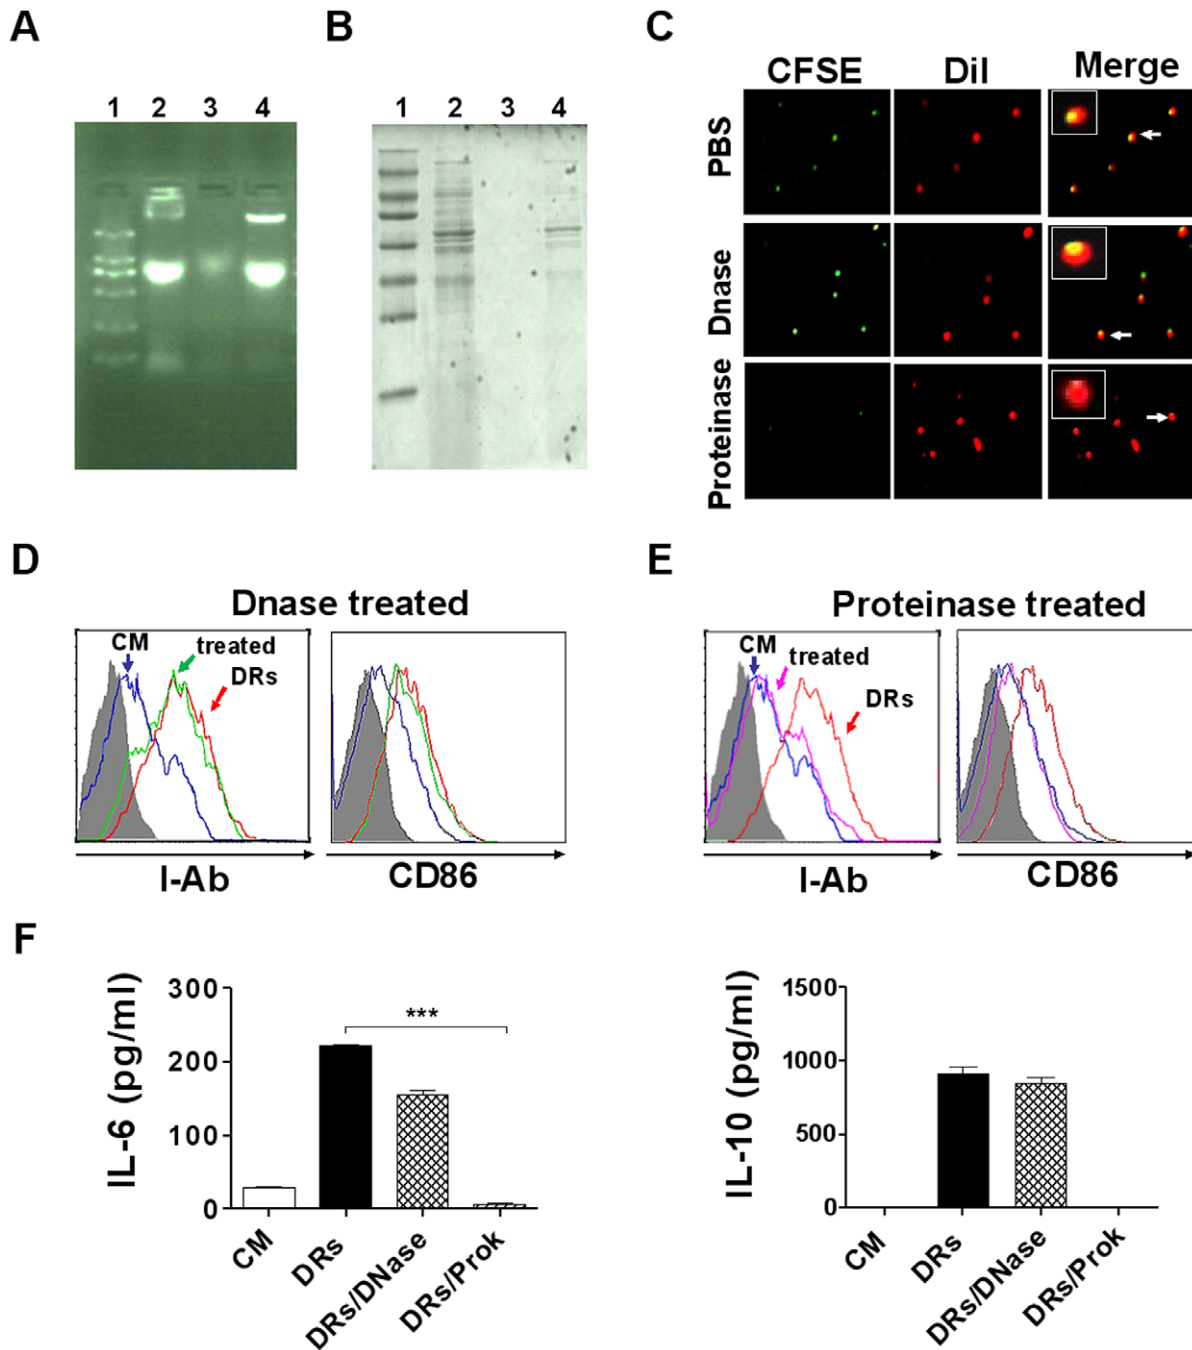 A
B
C
1 2 3 4
1 2 3 4
CFSE DiI Merge
PBS
Dnase
Proteinase
D
Dnase treated
CM
treated
DRs
I-Ab
CD86
E
Proteinase treated
CM
treated
DRs
I-Ab
CD86
F
IL-6 (pg/ml)
300
200
100
0
***
CM
DRs
DRs/DNase
DRs/Prok
IL-10 (pg/ml)
1500
1000
500
0
CM
DRs
DRs/DNase
DRs/Prok